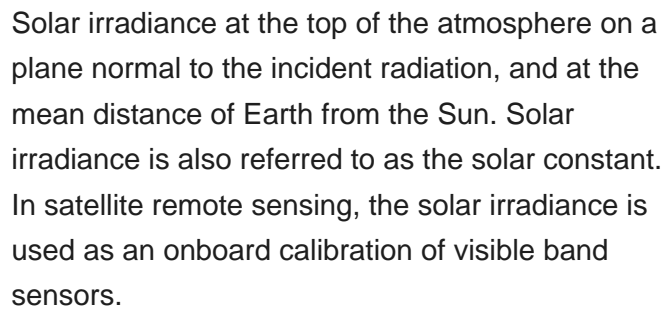 Solar irradiance at the top of the atmosphere on a
plane normal to the incident radiation, and at the
mean distance of Earth from the Sun. Solar
irradiance is also referred to as the solar constant.
In satellite remote sensing, the solar irradiance is
used as an onboard calibration of visible band
sensors.